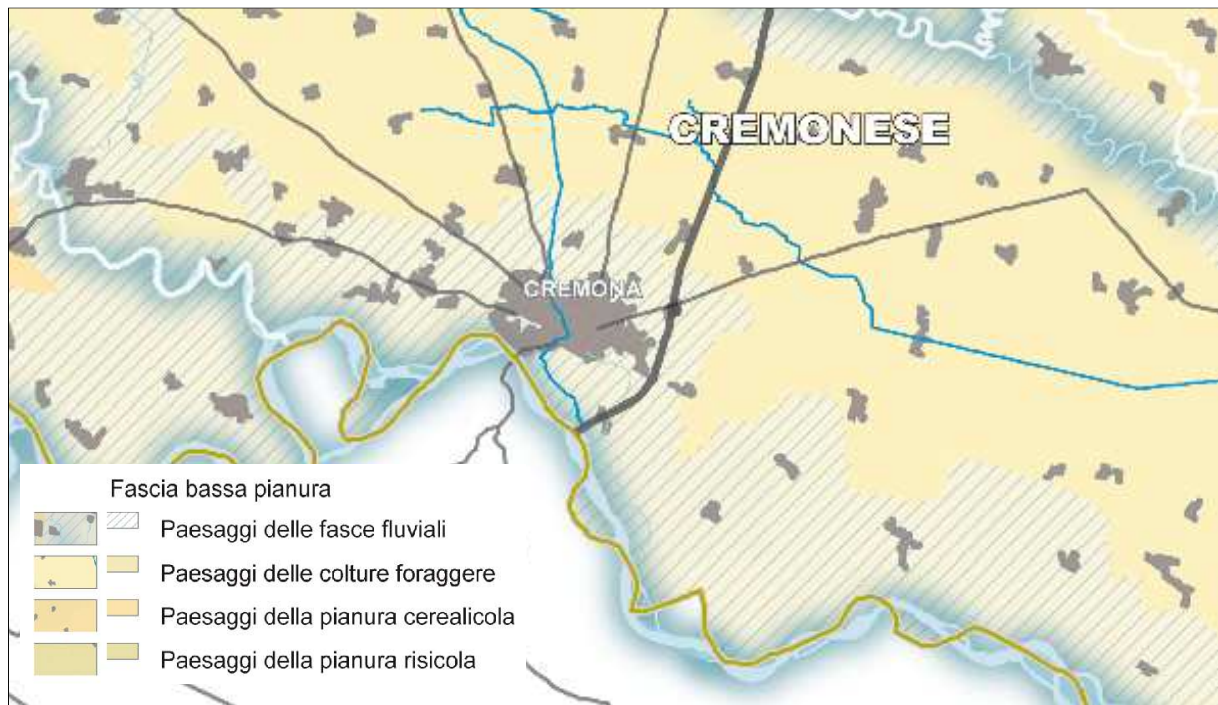 CREMONESE
CREMONA
Fascia bassa pianura
Paesaggi delle fasce fluviali
Paesaggi delle colture foraggere
Paesaggi della pianura cerealicola
Paesaggi della pianura risicola